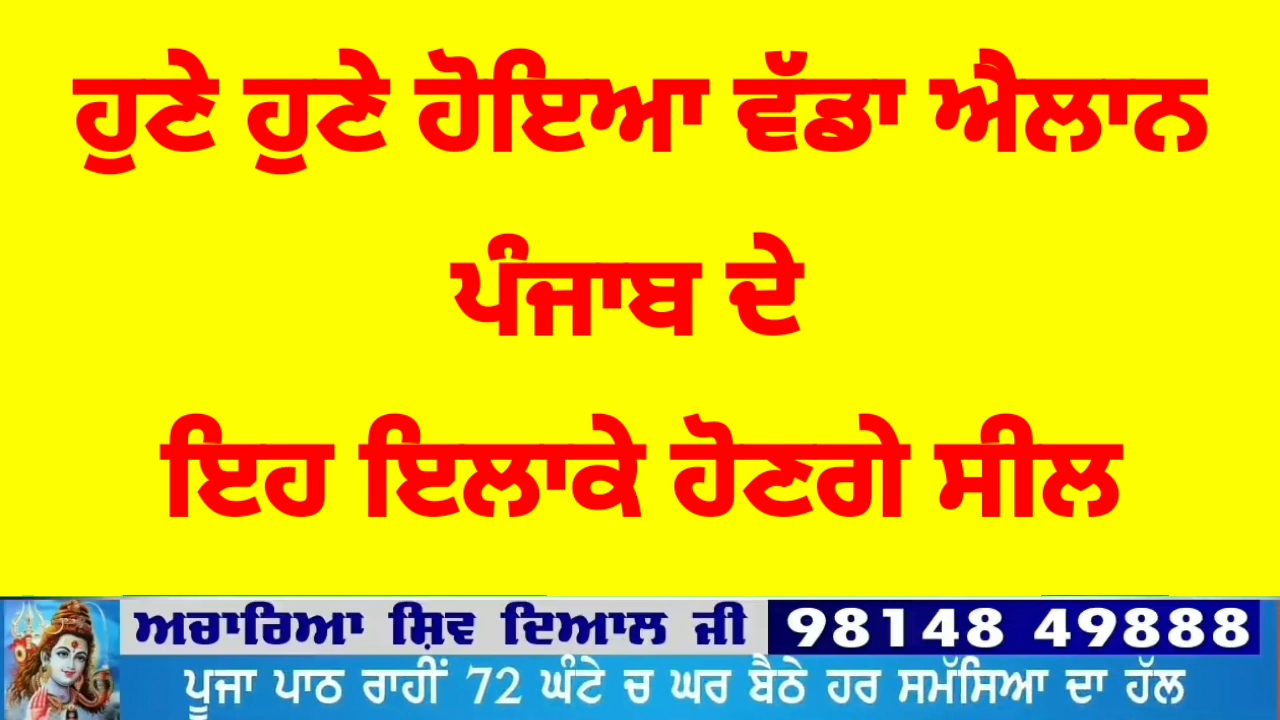 ਹੁਣੇ ਹੁਣੇ ਹੋਇਆ ਵੱਡਾ ਐਲਾਨ
ਪੰਜਾਬ ਦੇ
ਇਹ ਇਲਾਕੇ ਹੋਣਗੇ ਸੀਲ
ਅਚਾਰਿਆ ਸ਼ਿਵ ਦਿਆਲ ਜੀ 98148 49888
ਪੂਜਾ ਪਾਠ ਰਾਹੀਂ 72 ਘੰਟੇ ਚ ਘਰ ਬੈਠੇ ਹਰ ਸਮੱਸਿਆ ਦਾ ਹੱਲ